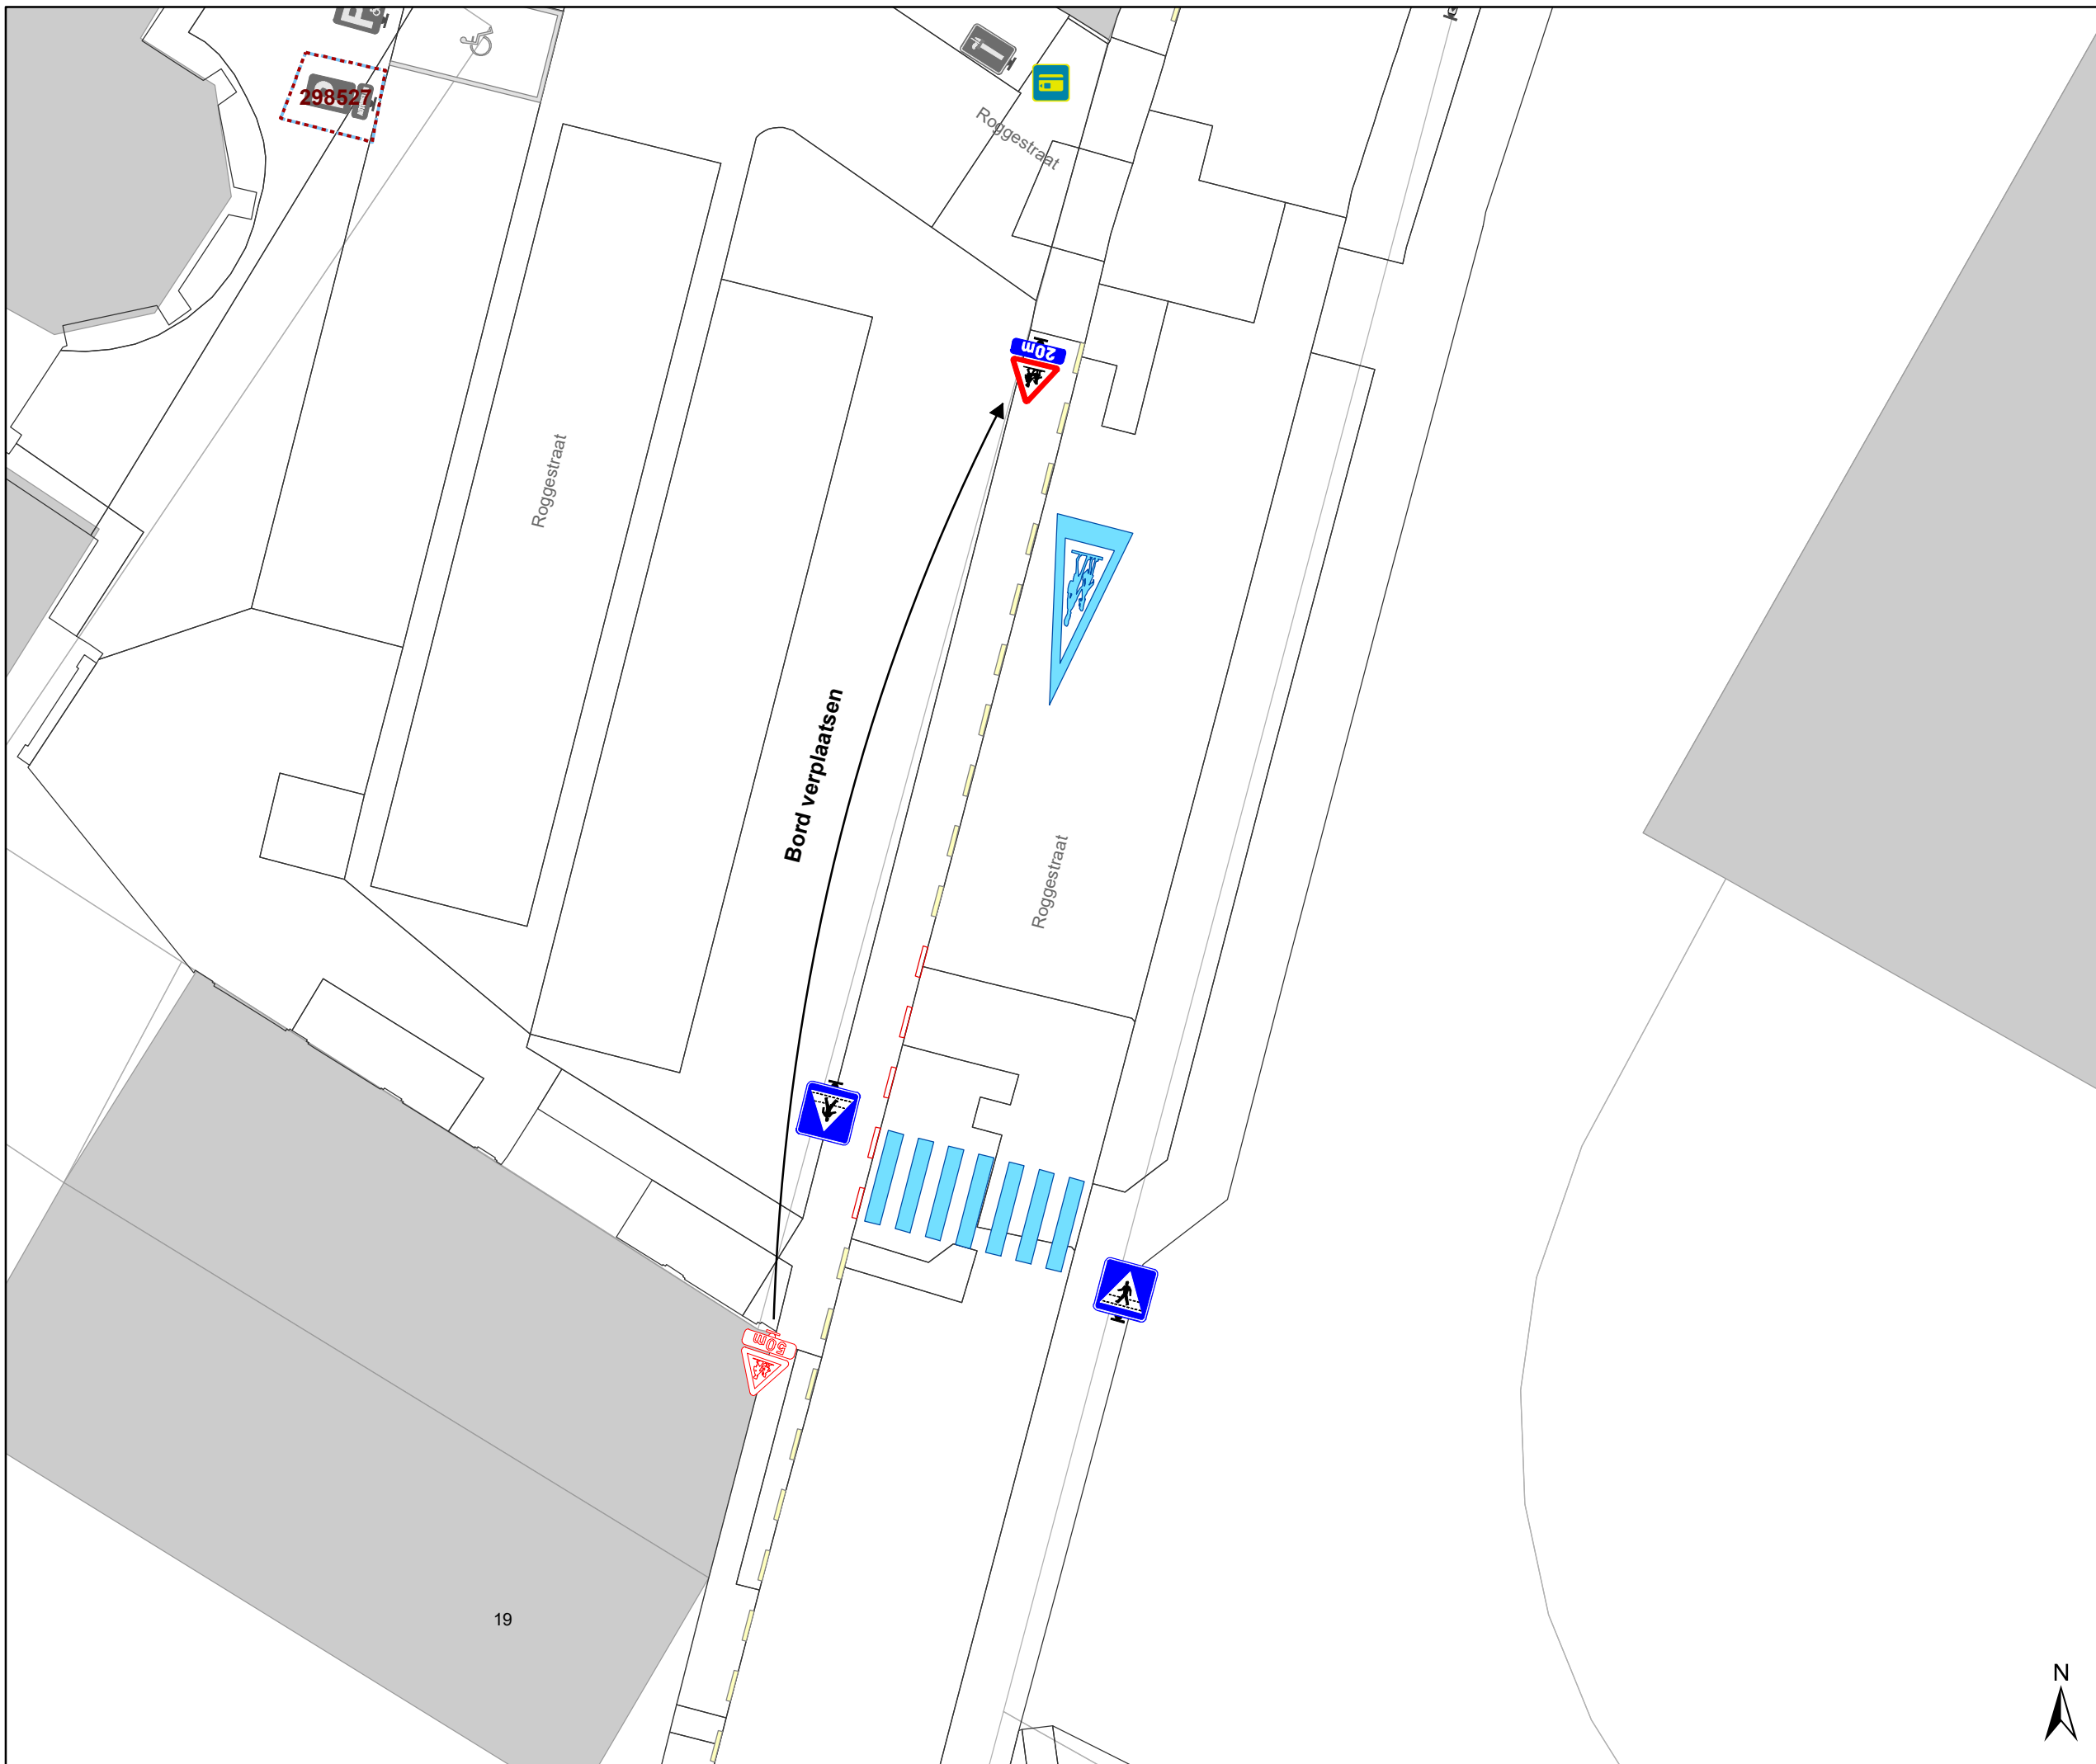 P
298527
Roggestraat
20m
Roggestraat
Bord verplaatsen
Roggestraat
50m
19
N